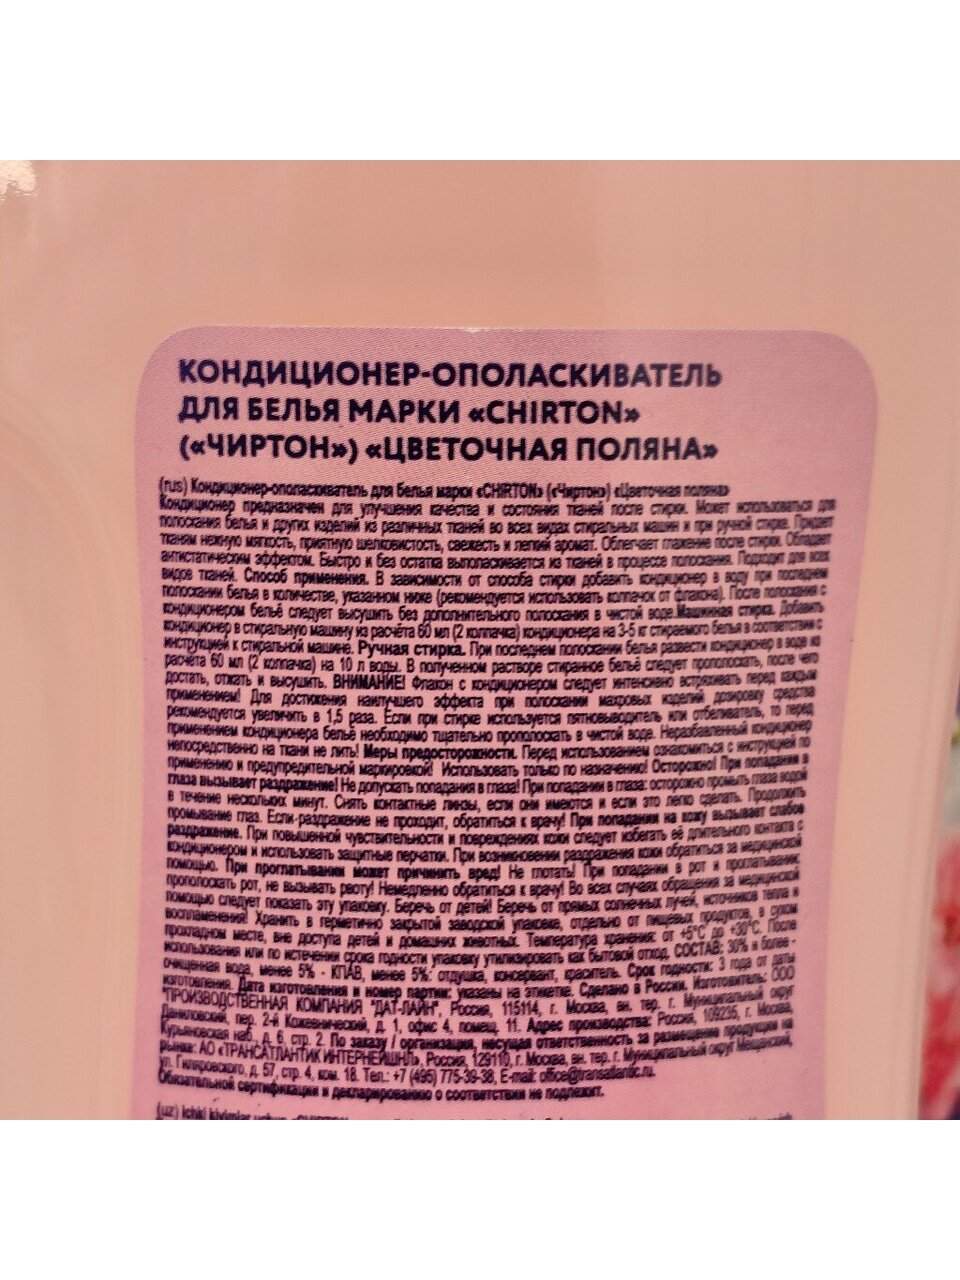 КОНДИЦИОНЕР-ОПОЛАСКИВАТЕЛЬ
ДЛЯ БЕЛЬЯ МАРКИ «CHIRTON»
(«ЧИРТОН») «ЦВЕТОЧНАЯ ПОЛЯНА»
(rus) Кондиционер-ополаскиватель для белья марки «CHIRTON» («Чиртон») «Цветочная поляна»
Кондиционер предназначен для улучшения качества и состояния тканей после стирки. Может использоваться для
полоскания белья и других изделий из различных тканей во всех видах стиральных машин и при ручной стирке. Придает
тканям нежную мягкость, приятную шелковистость, свежесть и легкий аромат. Облегчает глажение после стирки. Обладает
антистатическим эффектом. Быстро и без остатка выполаскивается из тканей в процессе полоскания. Подходит для всех
видов тканей. Способ применения. В зависимости от способа стирки добавить кондиционер в воду при последнем
полоскании белья в количестве, указанном ниже (рекомендуется использовать колпачок от флакона). После полоскания с
кондиционером бельё следует высушить без дополнительного полоскания в чистой воде. Машинная стирка. Добавить
кондиционер в стиральную машину из расчёта 60 мл (2 колпачка) кондиционера на 3-5 кг стираемого белья в соответствии с
инструкцией к стиральной машине. Ручная стирка. При последнем полоскании белья развести кондиционер в воде из
расчёта 60 мл (2 колпачка) на 10 л воды. В полученном растворе стиранное бельё следует прополоскать, после чего
достать, отжать и высушить. ВНИМАНИЕ! Флакон с кондиционером следует интенсивно встряхивать перед каждым
применением! Для достижения наилучшего эффекта при полоскании махровых изделий дозировку средства
рекомендуется увеличить в 1,5 раза. Если при стирке используется пятновыводитель или отбеливатель, то перед
применением кондиционера бельё необходимо тщательно прополоскать в чистой воде. Неразбавленный кондиционер
непосредственно на ткани не лить! Меры предосторожности. Перед использованием ознакомиться с инструкцией по
применению и предупредительной маркировкой! Использовать только по назначению! Осторожно! При попадании в
глаза вызывает раздражение! Не допускать попадания в глаза! При попадании в глаза: осторожно промыть глаза водой
в течение нескольких минут. Снять контактные линзы, если они имеются и если это легко сделать. Продолжить
промывание глаз. Если раздражение не проходит, обратиться к врачу! При попадании на кожу вызывает слабое
раздражение. При повышенной чувствительности и повреждениях кожи следует избегать её длительного контакта с
кондиционером и использовать защитные перчатки. При возникновении раздражения кожи обратиться за медицинской
помощью. При проглатывании может причинить вред! Не глотать! При попадании в рот и проглатывании:
прополоскать рот, не вызывать рвоту! Немедленно обратиться к врачу! Во всех случаях обращения за медицинской
помощью следует показать эту упаковку. Беречь от детей! Беречь от прямых солнечных лучей, источников тепла и
воспламенения! Хранить в герметично закрытой заводской упаковке, отдельно от пищевых продуктов, в сухом
прохладном месте, вне доступа детей и домашних животных. Температура хранения: от +5°С до +30°С. После
использования или по истечении срока годности упаковку утилизировать как бытовой отход. СОСТАВ: 30% и более -
очищенная вода, менее 5% - КПАВ, менее 5%: отдушка, консервант, краситель. Срок годности: 3 года от даты
изготовления. Дата изготовления и номер партии: указаны на этикетке. Сделано в России. Изготовитель: ООО
"ПРОИЗВОДСТВЕННАЯ КОМПАНИЯ "ДАТ-ЛАЙН", Россия, 115114, г. Москва, вн. тер. г. Муниципальный округ
Даниловский, пер. 2-й Кожевнический, д. 1, офис 4, помещ. 11. Адрес производства: Россия, 109235, г. Москва,
Курьяновская наб., д. 6, стр. 2. По заказу / организация, несущая ответственность за размещение продукции на
рынке: АО «ТРАНСАТЛАНТИК ИНТЕРНЕЙШНЛ», Россия, 129110, г. Москва, вн. тер. г. Муниципальный округ Мещанский,
ул. Гиляровского, д. 57, стр. 4, ком. 18. Тел.: +7 (495) 775-39-38, E-mail: office@transatlantic.ru.
Обязательной сертификации и декларированию о соответствии не подлежит.
(uz) Ichki kiyimlar uchun